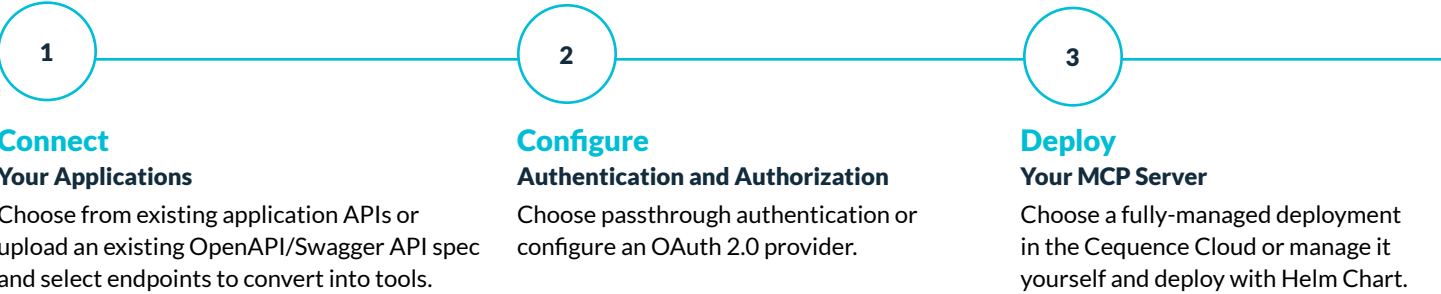 1
2
3
Connect
Your Applications
Choose from existing application APIs or
upload an existing OpenAPI/Swagger API spec
and select endpoints to convert into tools.
Configure
Authentication and Authorization
Choose passthrough authentication or
configure an OAuth 2.0 provider.
Deploy
Your MCP Server
Choose a fully-managed deployment
in the Cequence Cloud or manage it
yourself and deploy with Helm Chart.